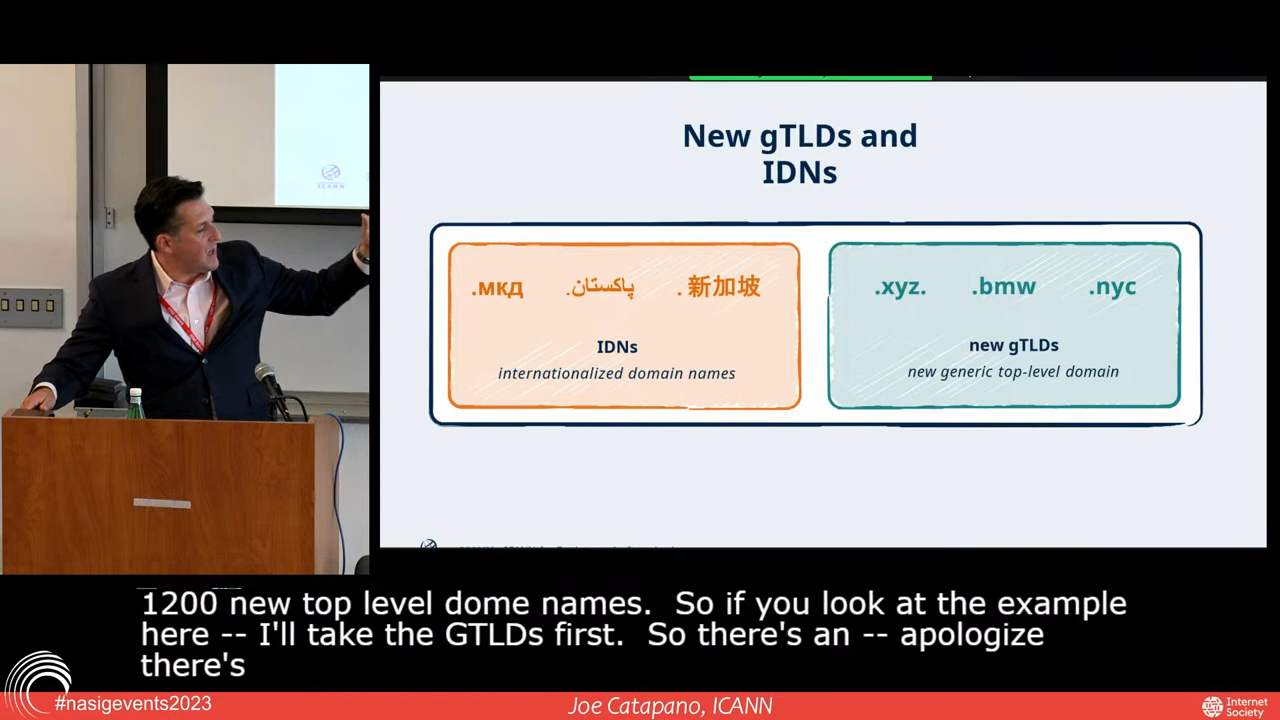 New gTLDs and
IDNs
.мкд پاکستان. .新加坡
IDNs
internationalized domain names
.xyz. .bmw .nyc
new gTLDs
new generic top-level domain
ICANN
1200 new top level dome names. So if you look at the example
here -- I'll take the GTLDs first. So there's an -- apologize
there's
#nasigevents2023
Joe Catapano, ICANN
Internet
Society